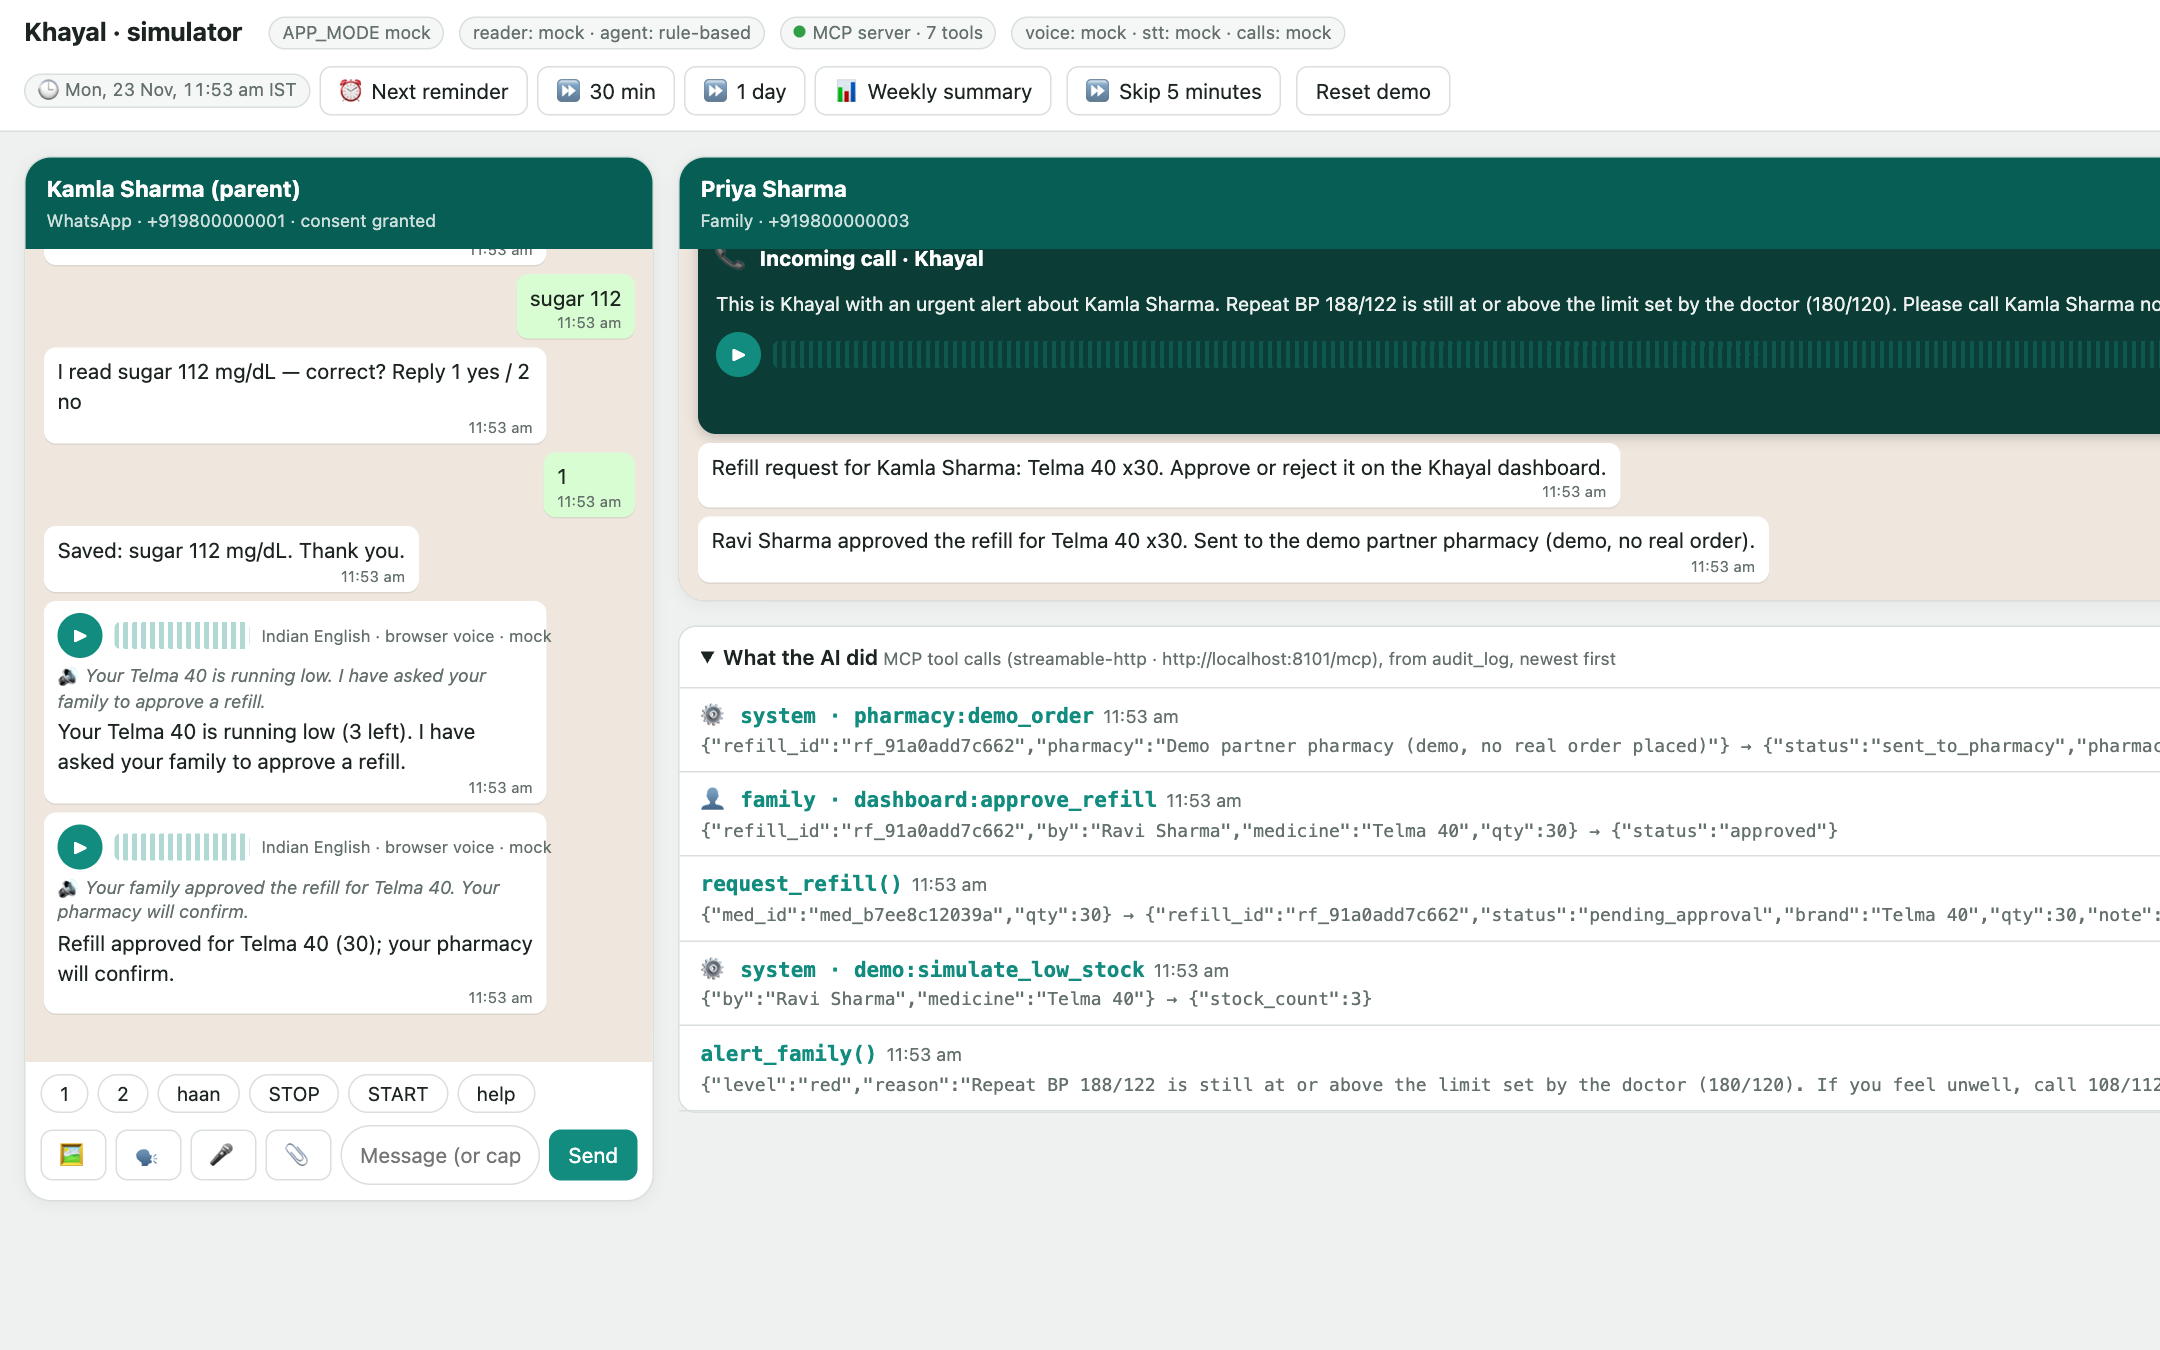 Khayal · simulator
APP_MODE mock
reader: mock · agent: rule-based
MCP server · 7 tools
voice: mock · stt: mock · calls: mock
Mon, 23 Nov, 11:53 am IST
Next reminder
30 min
1 day
Weekly summary
Skip 5 minutes
Reset demo
Kamla Sharma (parent)
WhatsApp · +919800000001 · consent granted
11:53 am
sugar 112
11:53 am
I read sugar 112 mg/dL — correct? Reply 1 yes / 2
no
11:53 am
1
11:53 am
Saved: sugar 112 mg/dL. Thank you.
11:53 am
Indian English · browser voice · mock
Your Telma 40 is running low. I have asked your
family to approve a refill.
Your Telma 40 is running low (3 left). I have
asked your family to approve a refill.
11:53 am
Indian English · browser voice · mock
Your family approved the refill for Telma 40. Your
pharmacy will confirm.
Refill approved for Telma 40 (30); your pharmacy
will confirm.
11:53 am
1
2
haan
STOP
START
help
Message (or cap
Send
Priya Sharma
Family · +919800000003
Incoming call · Khayal
This is Khayal with an urgent alert about Kamla Sharma. Repeat BP 188/122 is still at or above the limit set by the doctor (180/120). Please call Kamla Sharma no
Refill request for Kamla Sharma: Telma 40 x30. Approve or reject it on the Khayal dashboard.
11:53 am
Ravi Sharma approved the refill for Telma 40 x30. Sent to the demo partner pharmacy (demo, no real order).
11:53 am
What the AI did MCP tool calls (streamable-http · http://localhost:8101/mcp), from audit_log, newest first
system · pharmacy:demo_order 11:53 am
{"refill_id":"rf_91a0add7c662","pharmacy":"Demo partner pharmacy (demo, no real order placed)"} → {"status":"sent_to_pharmacy","pharmac
family · dashboard:approve_refill 11:53 am
{"refill_id":"rf_91a0add7c662","by":"Ravi Sharma","medicine":"Telma 40","qty":30} → {"status":"approved"}
request_refill() 11:53 am
{"med_id":"med_b7ee8c12039a","qty":30} → {"refill_id":"rf_91a0add7c662","status":"pending_approval","brand":"Telma 40","qty":30,"note":
system · demo:simulate_low_stock 11:53 am
{"by":"Ravi Sharma","medicine":"Telma 40"} → {"stock_count":3}
alert_family() 11:53 am
{"level":"red","reason":"Repeat BP 188/122 is still at or above the limit set by the doctor (180/120). If you feel unwell, call 108/112